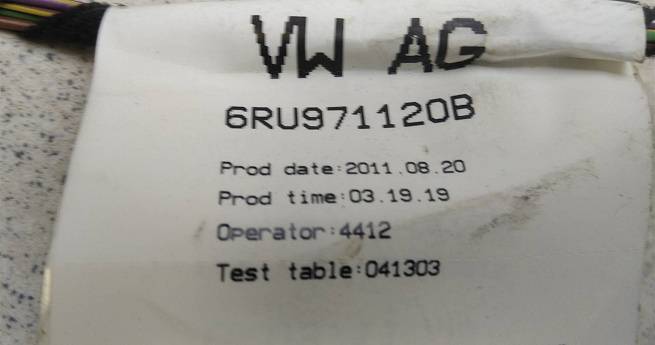 VW AG
6RU971120B
Prod date:2011.08.20
Prod time:03.19.19
Operator:4412
Test table:041303